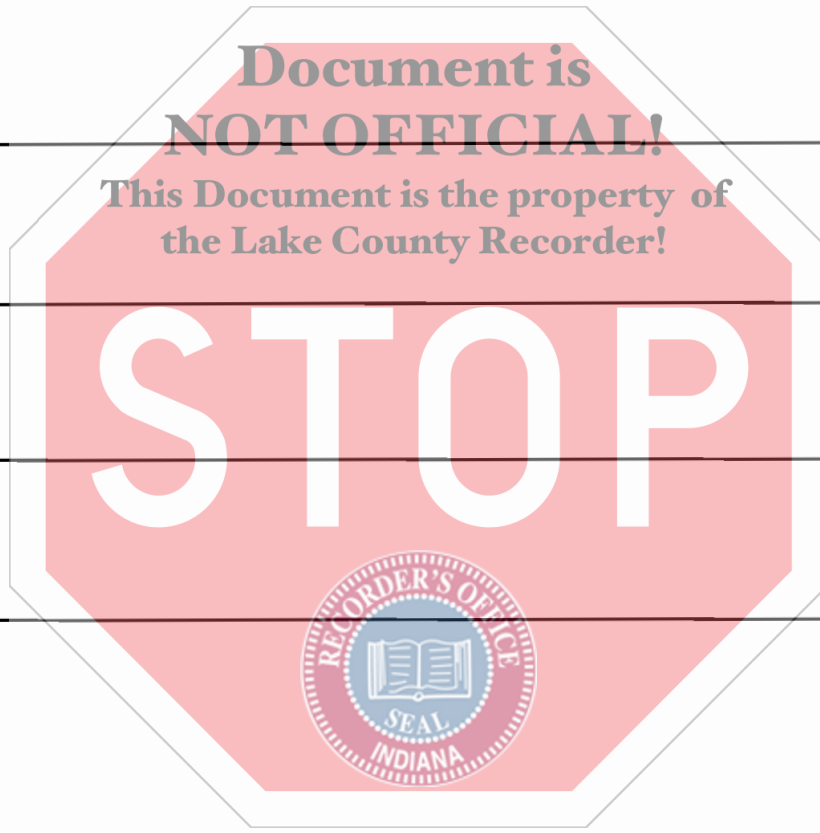 Document is
NOT OFFICIAL!
This Document is the property of
the Lake County Recorder!
STOP
RECORDER'S OFFICE
SEAL
INDIANA